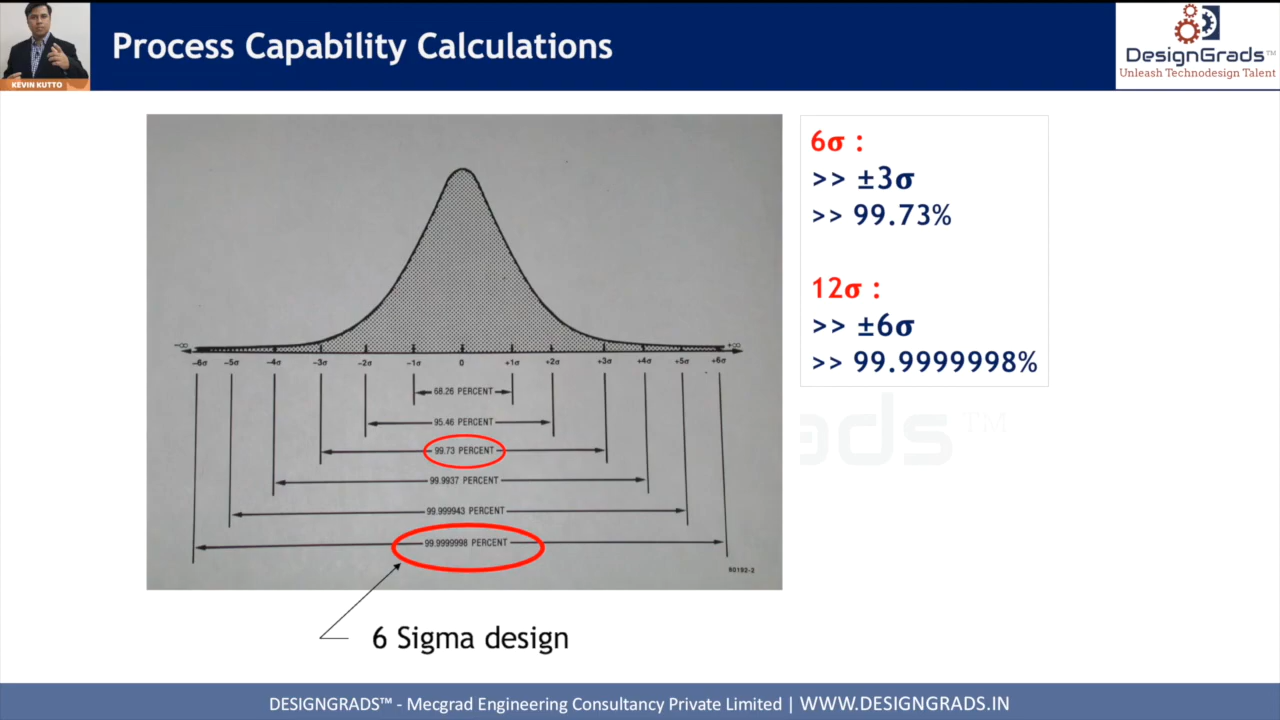 KEVIN KUTTO
Process Capability Calculations
DesignGrads™
Unleash Technodesign Talent
6σ :
>> ±3σ
>> 99.73%
12σ :
>> ±6σ
>> 99.9999998%
-∞ +∞
-6σ -5σ -4σ -3σ -2σ -1σ 0 +1σ +2σ +3σ +4σ +5σ +6σ
68.26 PERCENT
95.46 PERCENT
99.73 PERCENT
99.9937 PERCENT
99.999943 PERCENT
99.9999998 PERCENT
60192-2
6 Sigma design
ads™
DESIGNGRADS™ - Mecgrad Engineering Consultancy Private Limited | WWW.DESIGNGRADS.IN